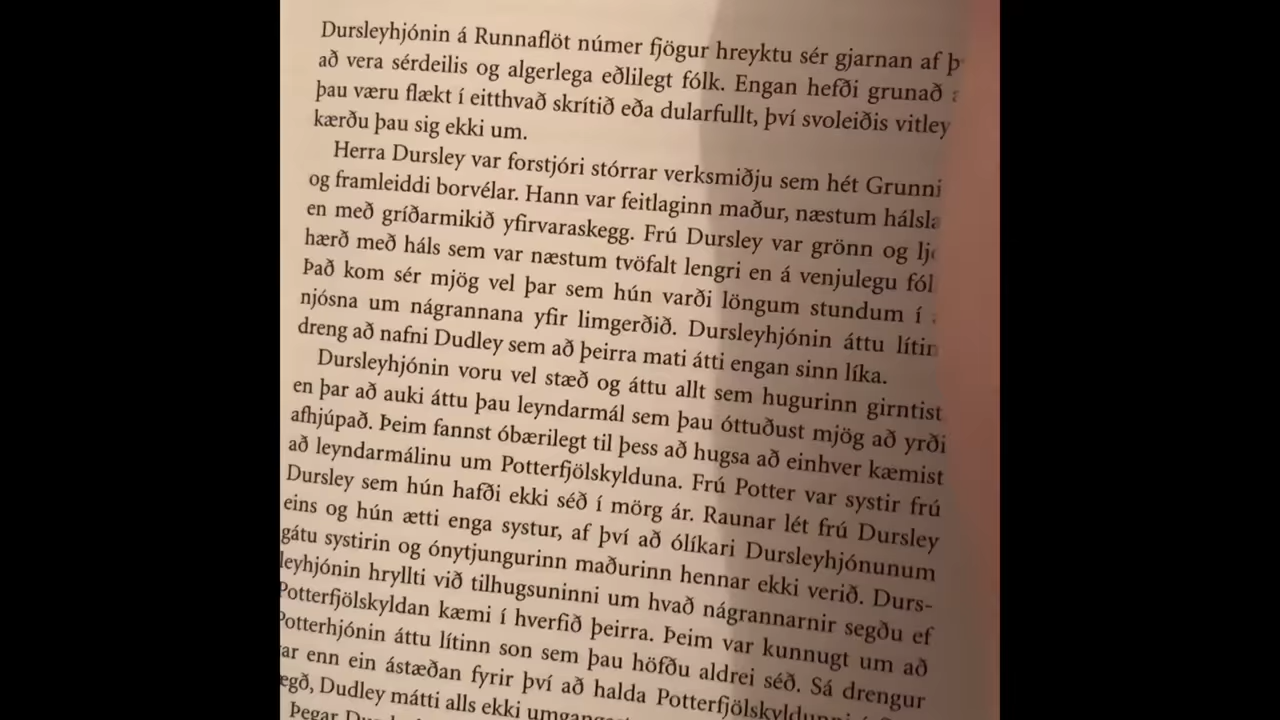 Dursleyhjónin á Runnaflöt númer fjögur hreyktu sér gjarnan af
að vera sérdeilis og algerlega eðlilegt fólk. Engan hefði grunað
þau væru flækt í eitthvað skrítið eða dularfullt, því svoleiðis vitley
kærðu þau sig ekki um.
Herra Dursley var forstjóri stórrar verksmiðju sem hét Grunni
og framleiddi borvélar. Hann var feitlaginn maður, næstum hálsla
en með gríðarmikið yfirvaraskegg. Frú Dursley var grönn og
hærð með háls sem var næstum tvöfalt lengri en á venjulegu fól
Það kom sér mjög vel þar sem hún varði löngum stundum í
njósna um nágrannana yfir limgerðið. Dursleyhjónin áttu lítin
dreng að nafni Dudley sem að þeirra mati átti engan sinn líka.
Dursleyhjónin voru vel stæð og áttu allt sem hugurinn girntist
en þar að auki áttu þau leyndarmál sem þau óttuðust mjög að yrði
afhjúpað. Þeim fannst óbærilegt til þess að hugsa að einhver kæmist
að leyndarmálinu um Potterfjölskylduna. Frú Potter var systir frú
Dursley sem hún hafði ekki séð í mörg ár. Raunar lét frú Dursley
eins og hún ætti enga systur, af því að ólíkari Dursleyhjónunum
gátu systirin og ónytjungurinn maðurinn hennar ekki verið. Durs-
leyhjónin hryllti við tilhugsuninni um hvað nágrannarnir segðu ef
Potterfjölskyldan kæmi í hverfið þeirra. Þeim var kunnugt um að
Potterhjónin áttu lítinn son sem þau höfðu aldrei séð. Sá drengur
ar enn ein ástæðan fyrir því að halda Potterfjölskyldunni í
egð, Dudley mátti alls ekki
Þegar